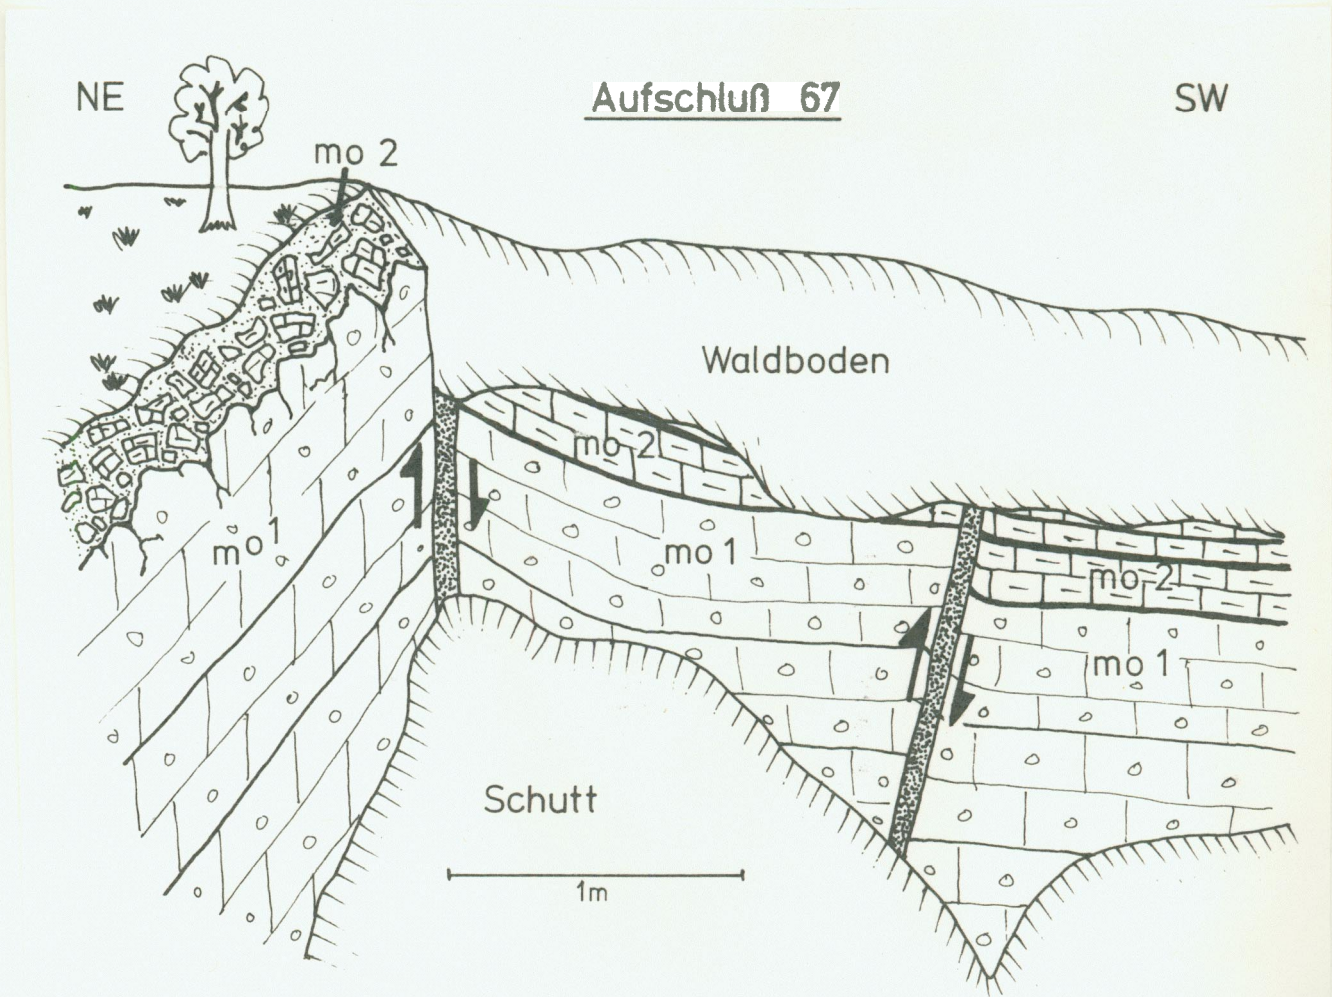 NE
Aufschluß 67
SW
mo 2
Waldboden
mo 2
mo 1
mo 1
mo 2
mo 1
Schutt
1m